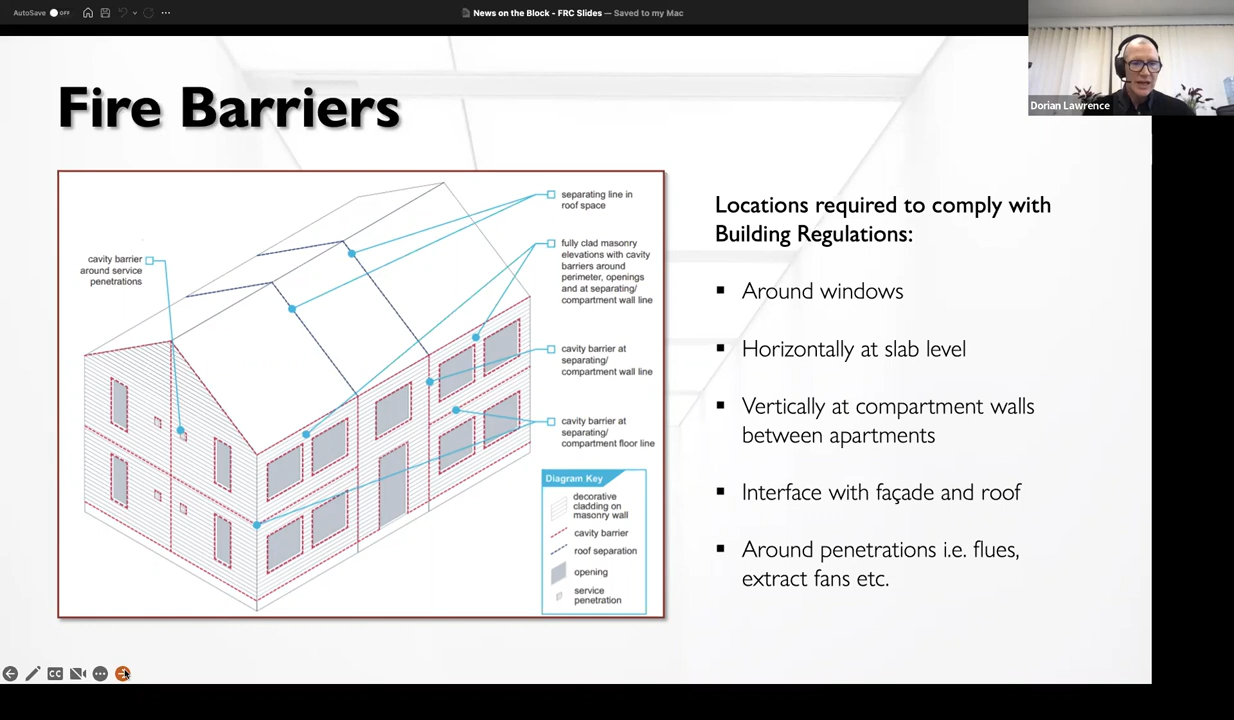 AutoSave OFF
News on the Block - FRC Slides — Saved to my Mac
Dorian Lawrence
Fire Barriers
cavity barrier
around service
penetrations
separating line in
roof space
fully clad masonry
elevations with cavity
barriers around
perimeter, openings
and at separating/
compartment wall line
cavity barrier at
separating/
compartment wall line
cavity barrier at
separating/
compartment floor line
Diagram Key
decorative
cladding on
masonry wall
cavity barrier
roof separation
opening
service
penetration
Locations required to comply with
Building Regulations:
▪ Around windows
▪ Horizontally at slab level
▪ Vertically at compartment walls
between apartments
▪ Interface with façade and roof
▪ Around penetrations i.e. flues,
extract fans etc.
CC